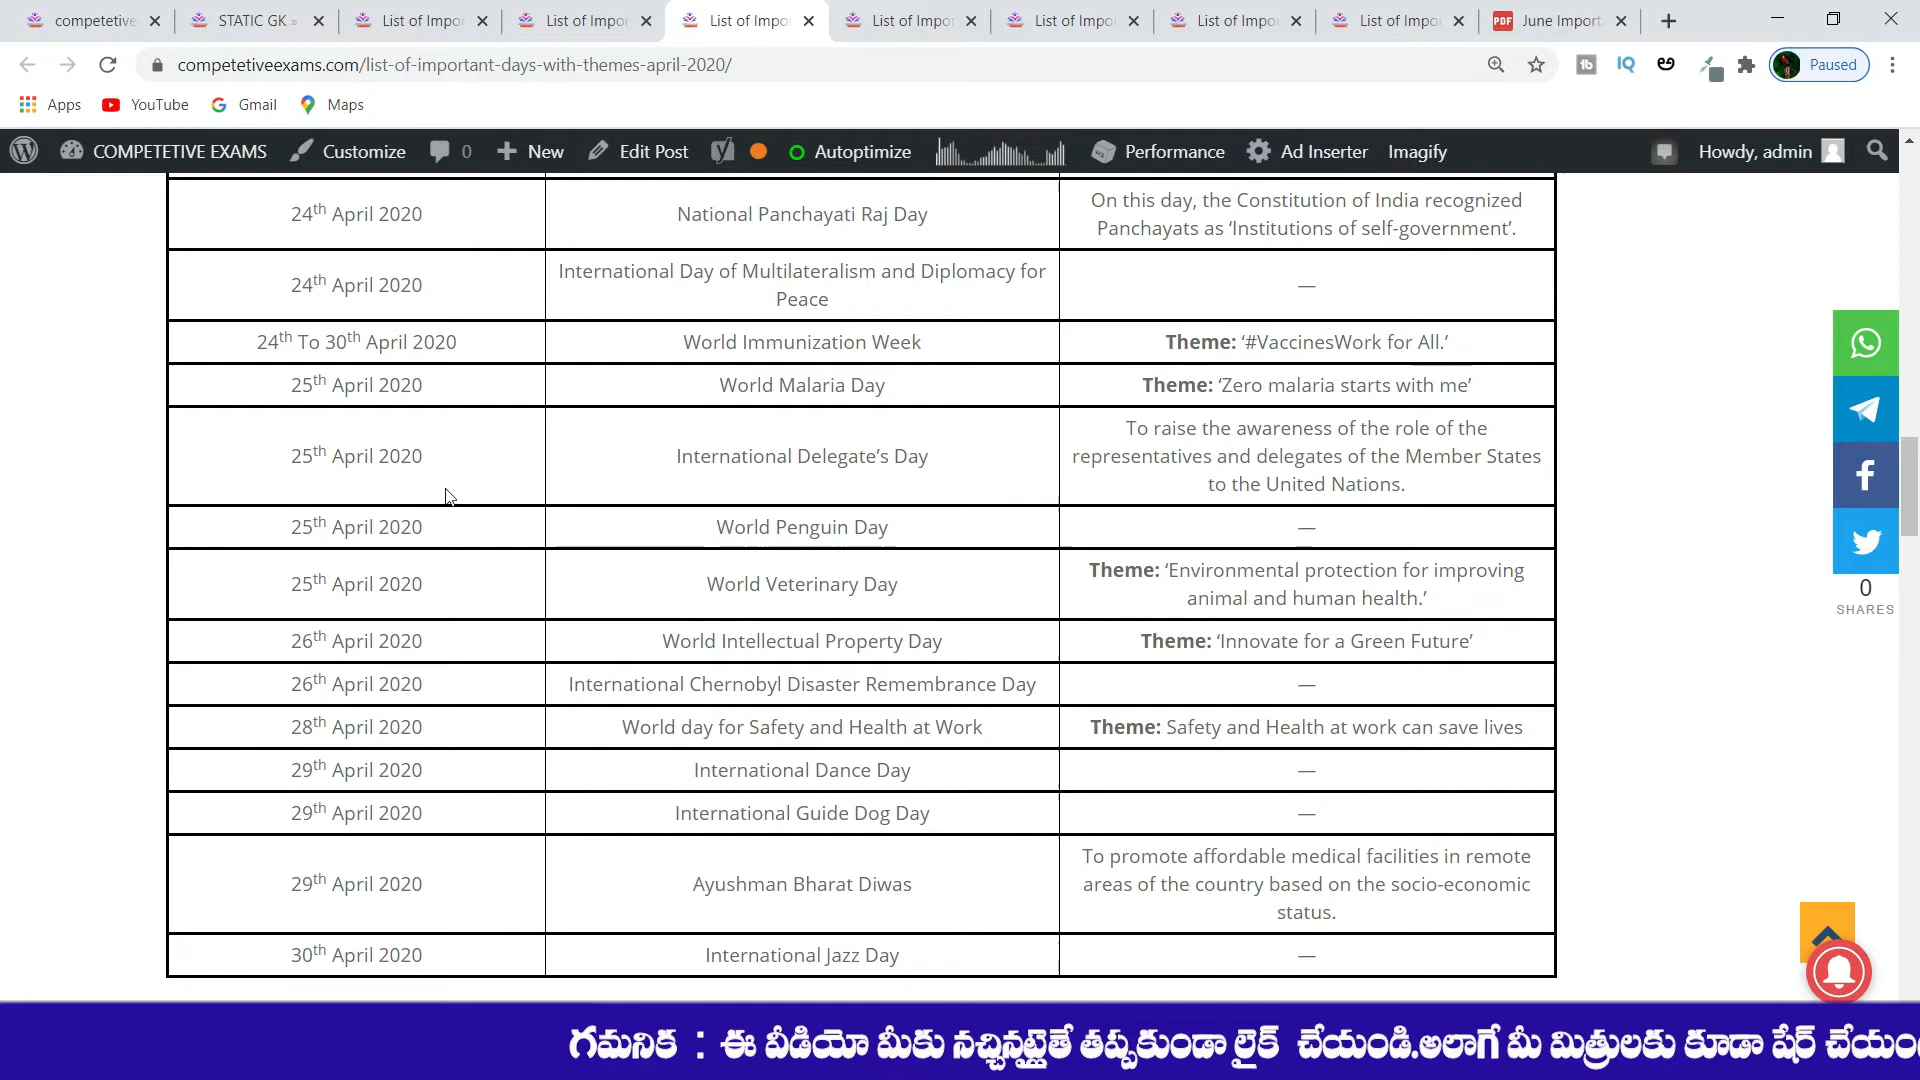 competetive
STATIC GK »
List of Impor
List of Impor
List of Impo
List of Impor
List of Impo
List of Impo
List of Impo
PDF
June Import
competetiveexams.com/list-of-important-days-with-themes-april-2020/
Paused
Apps
YouTube
Gmail
Maps
COMPETETIVE EXAMS
Customize
0
New
Edit Post
Autoptimize
Performance
Ad Inserter
Imagify
Howdy, admin
24th April 2020
National Panchayati Raj Day
On this day, the Constitution of India recognized
Panchayats as ‘Institutions of self-government’.
24th April 2020
International Day of Multilateralism and Diplomacy for
Peace
—
24th To 30th April 2020
World Immunization Week
Theme: ‘#VaccinesWork for All.’
25th April 2020
World Malaria Day
Theme: ‘Zero malaria starts with me’
25th April 2020
International Delegate’s Day
To raise the awareness of the role of the
representatives and delegates of the Member States
to the United Nations.
25th April 2020
World Penguin Day
—
25th April 2020
World Veterinary Day
Theme: ‘Environmental protection for improving
animal and human health.’
26th April 2020
World Intellectual Property Day
Theme: ‘Innovate for a Green Future’
26th April 2020
International Chernobyl Disaster Remembrance Day
—
28th April 2020
World day for Safety and Health at Work
Theme: Safety and Health at work can save lives
29th April 2020
International Dance Day
—
29th April 2020
International Guide Dog Day
—
29th April 2020
Ayushman Bharat Diwas
To promote affordable medical facilities in remote
areas of the country based on the socio-economic
status.
30th April 2020
International Jazz Day
—
0
SHARES
గమనిక : ఈ వీడియో మీకు నచ్చినట్లైతే తప్పకుండా లైక్ చేయండి.అలాగే మీ మిత్రులకు కూడా షేర్ చేయం